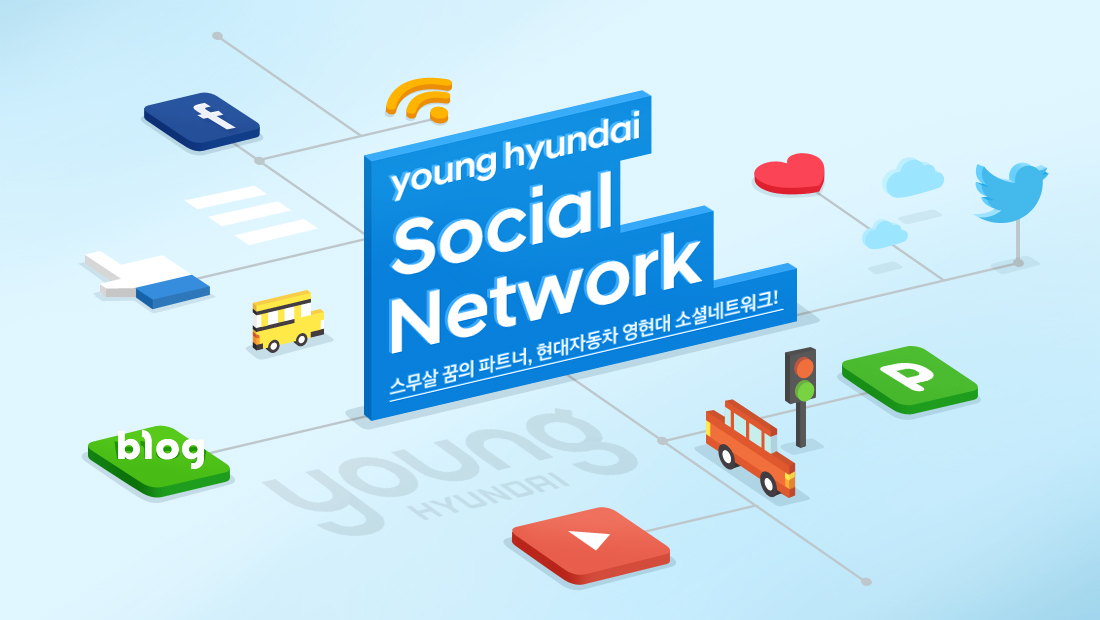 young hyundai
Social
Network
스무살 꿈의 파트너, 현대자동차 영현대 소셜네트워크!
f
blog
p
young
HYUNDAI